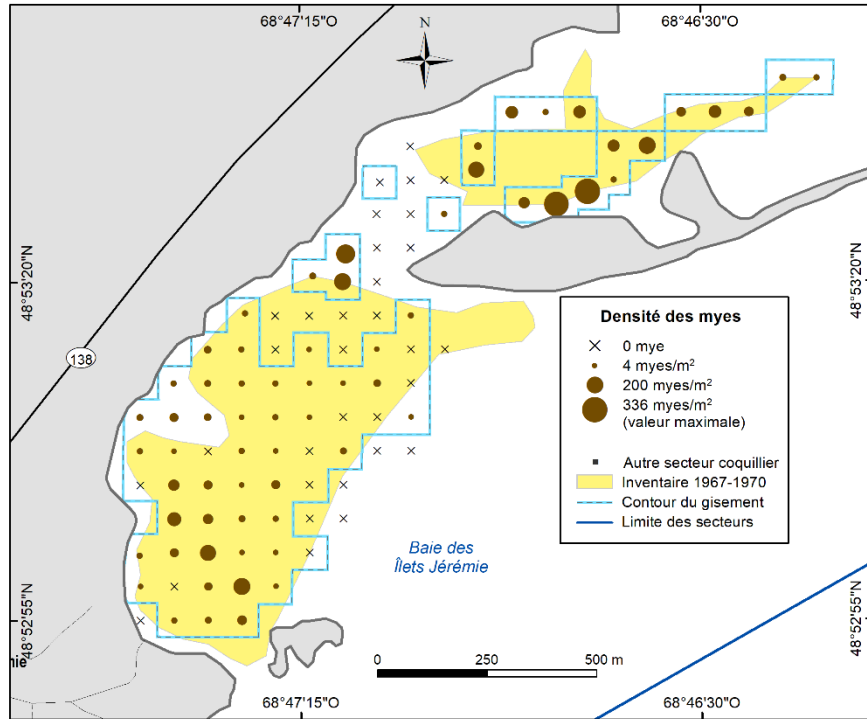 68°47'15"O
68°46'30"O
N
48°53'20"N
48°53'20"N
138
Densité des myes
0 mye
4 myes/m²
200 myes/m²
336 myes/m²
(valeur maximale)
Autre secteur coquillier
Inventaire 1967-1970
Contour du gisement
Limite des secteurs
Baie des
Îlets Jérémie
48°52'55"N
48°52'55"N
nie
0
250
500 m
68°47'15"O
68°46'30"O